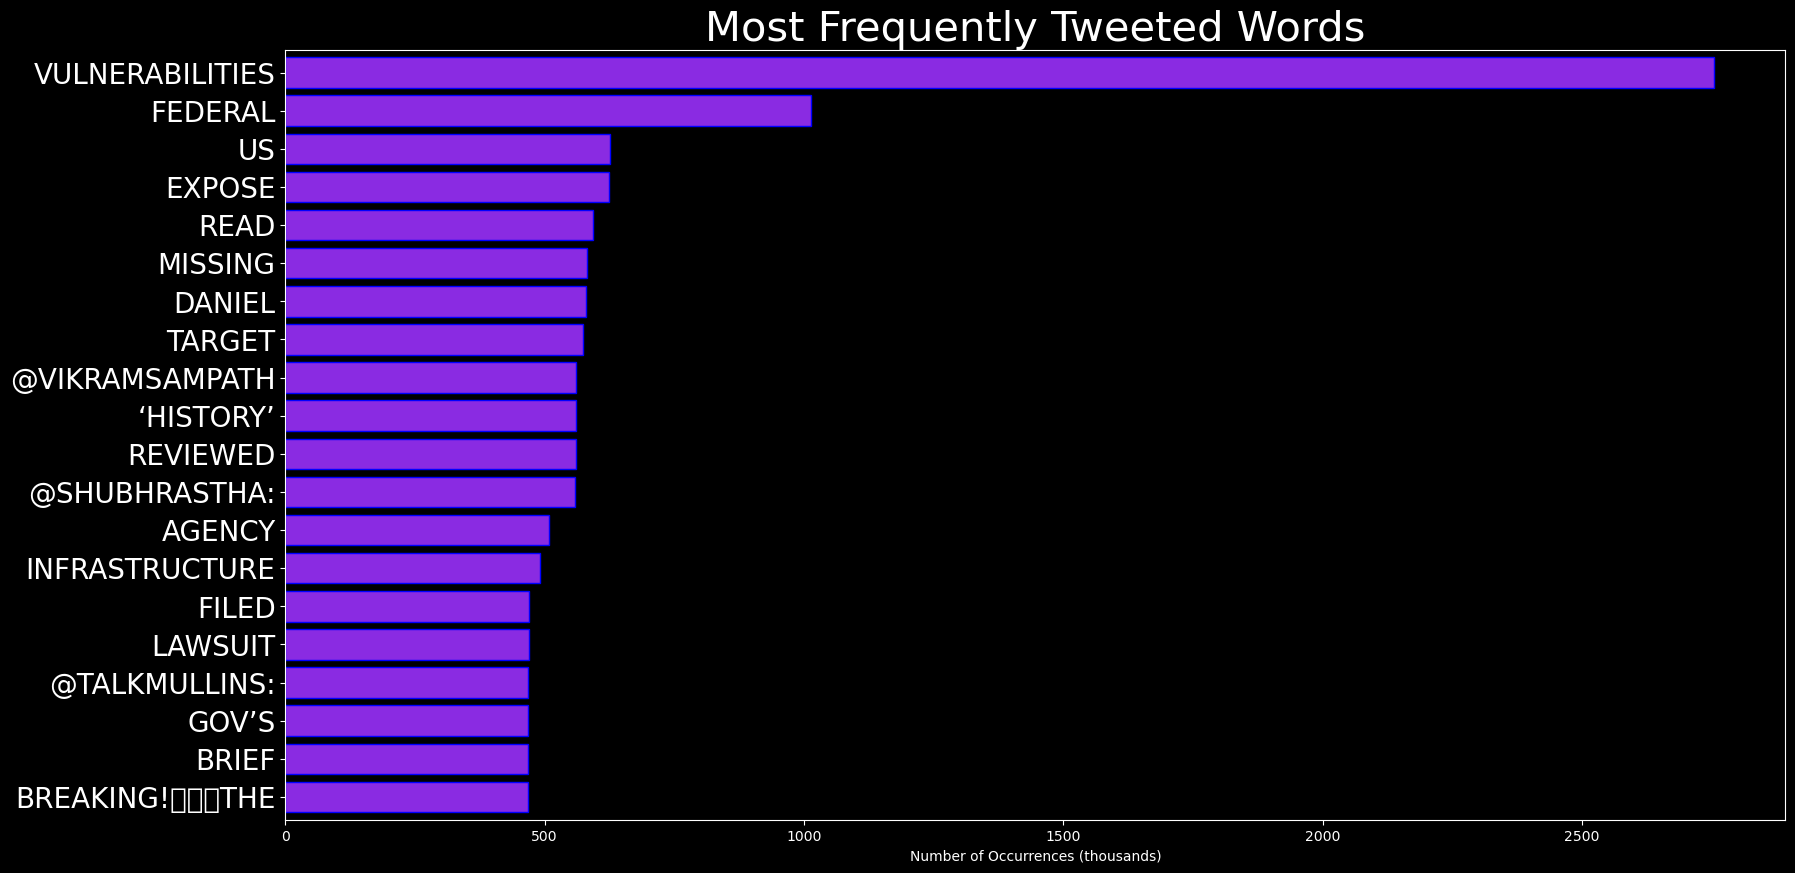 Most Frequently Tweeted Words
VULNERABILITIES
FEDERAL
US
EXPOSE
READ
MISSING
DANIEL
TARGET
@VIKRAMSAMPATH
‘HISTORY’
REVIEWED
@SHUBHRASTHA:
AGENCY
INFRASTRUCTURE
FILED
LAWSUIT
@TALKMULLINS:
GOV’S
BRIEF
BREAKING!▯▯▯THE
0 500 1000 1500 2000 2500
Number of Occurrences (thousands)